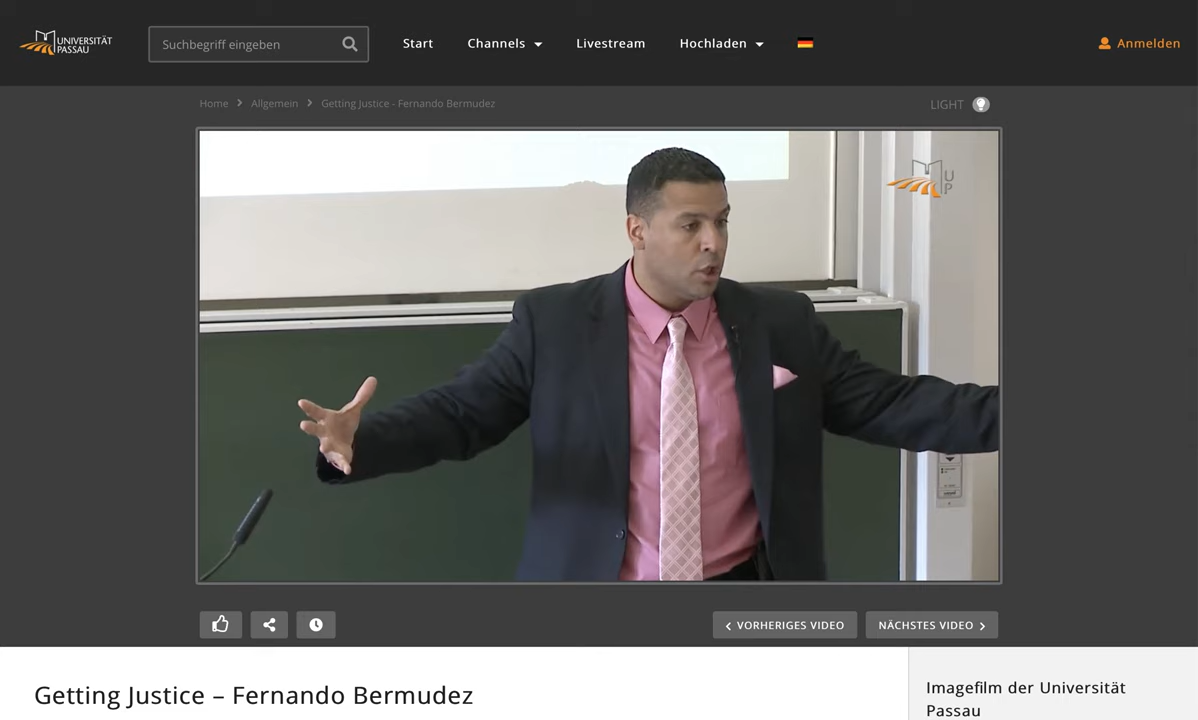 UNIVERSITÄT
PASSAU
Suchbegriff eingeben
Start
Channels
Livestream
Hochladen
Anmelden
Home
Allgemein
Getting Justice - Fernando Bermudez
LIGHT
U
P
VORHERIGES VIDEO
NÄCHSTES VIDEO
Getting Justice – Fernando Bermudez
Imagefilm der Universität
Passau